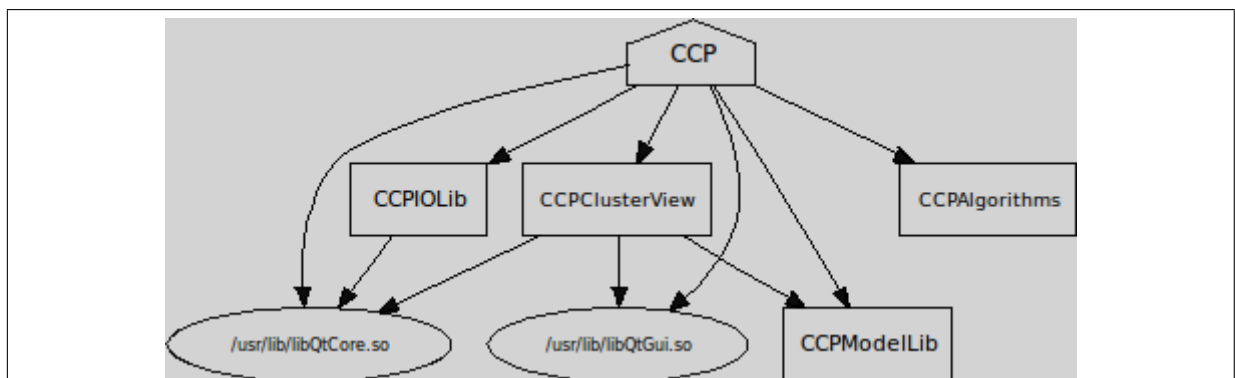 CCP
CCPIOLib
CCPClusterView
CCPAlgorithms
/usr/lib/libQtCore.so
/usr/lib/libQtGui.so
CCPModelLib